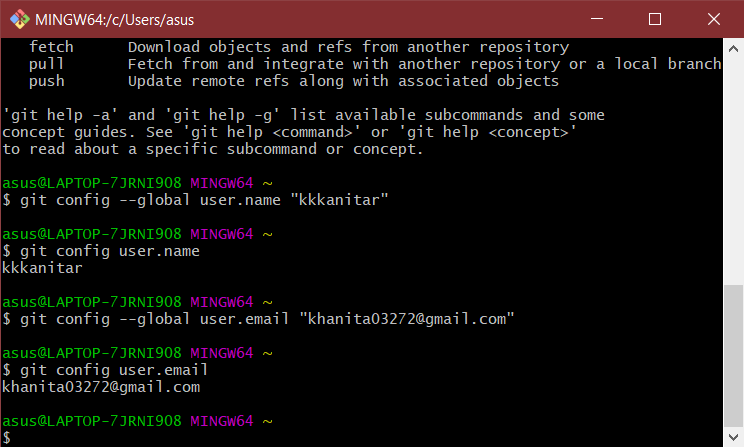 MINGW64:/c/Users/asus
fetch      Download objects and refs from another repository
pull       Fetch from and integrate with another repository or a local branch
push       Update remote refs along with associated objects
'git help -a' and 'git help -g' list available subcommands and some
concept guides. See 'git help <command>' or 'git help <concept>'
to read about a specific subcommand or concept.
asus@LAPTOP-7JRNI908 MINGW64 ~
$ git config --global user.name "kkkanitar"
asus@LAPTOP-7JRNI908 MINGW64 ~
$ git config user.name
kkkanitar
asus@LAPTOP-7JRNI908 MINGW64 ~
$ git config --global user.email "khanita03272@gmail.com"
asus@LAPTOP-7JRNI908 MINGW64 ~
$ git config user.email
khanita03272@gmail.com
asus@LAPTOP-7JRNI908 MINGW64 ~
$